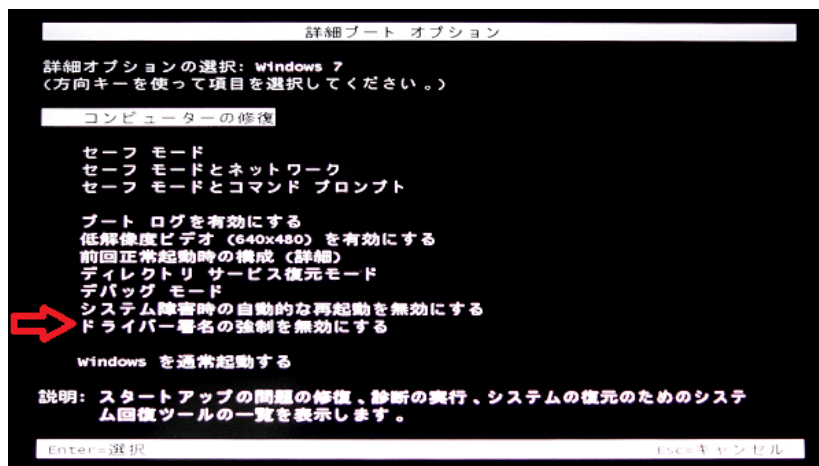 詳細ブート オプション
詳細オプションの選択: Windows 7
(方向キーを使って項目を選択してください。)
コンピューターの修復
セーフ モード
セーフ モードとネットワーク
セーフ モードとコマンド プロンプト
ブート ログを有効にする
低解像度ビデオ (640x480) を有効にする
前回正常起動時の構成 (詳細)
ディレクトリ サービス復元モード
デバッグ モード
システム障害時の自動的な再起動を無効にする
ドライバー署名の強制を無効にする
Windows を通常起動する
説明: スタートアップの問題の修復、診断の実行、システムの復元のためのシステ
ム回復ツールの一覧を表示します。
Enter=選択
Esc=キャンセル